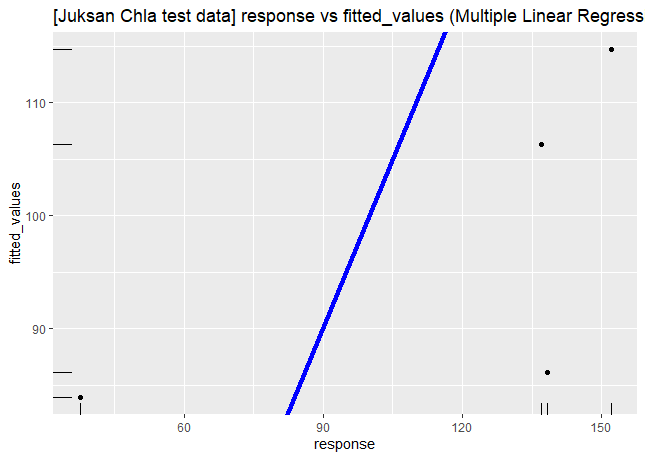 [Juksan Chla test data] response vs fitted_values (Multiple Linear Regress
110
100
90
fitted_values
60
90
120
150
response